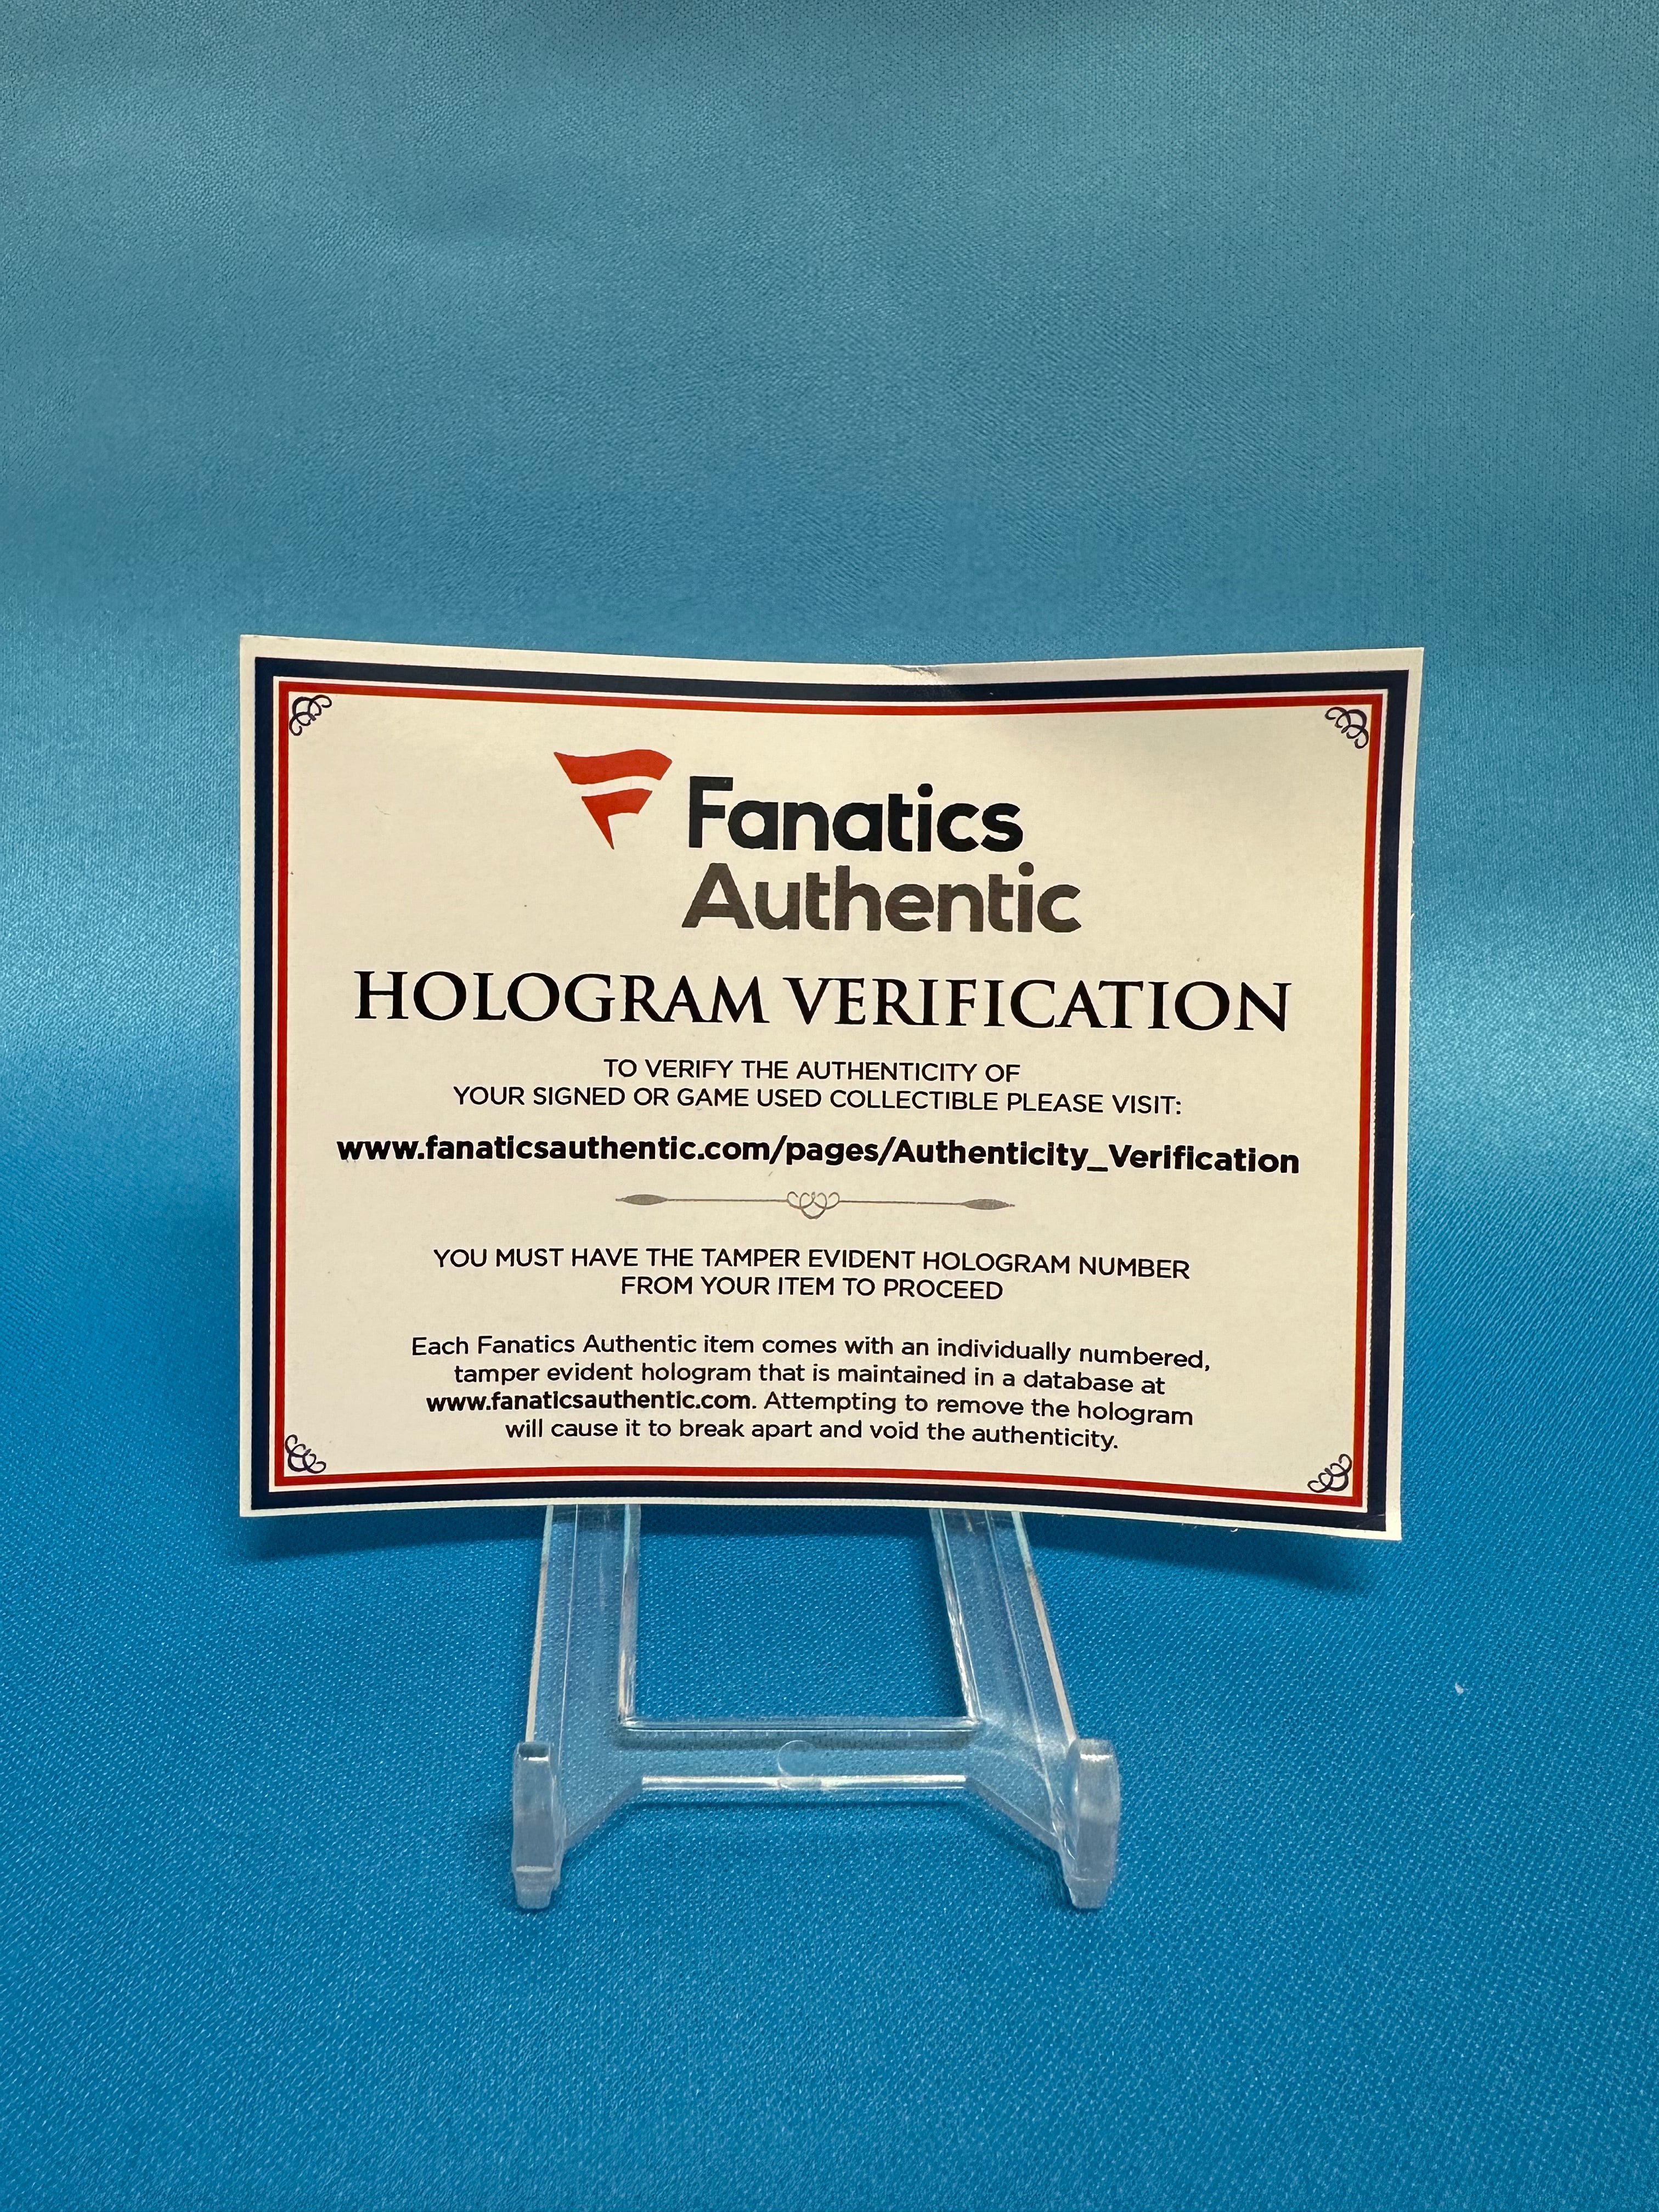 Fanatics
Authentic
HOLOGRAM VERIFICATION
TO VERIFY THE AUTHENTICITY OF
YOUR SIGNED OR GAME USED COLLECTIBLE PLEASE VISIT:
www.fanaticsauthentic.com/pages/Authenticity_Verification
YOU MUST HAVE THE TAMPER EVIDENT HOLOGRAM NUMBER
FROM YOUR ITEM TO PROCEED
Each Fanatics Authentic item comes with an individually numbered,
tamper evident hologram that is maintained in a database at
www.fanaticsauthentic.com. Attempting to remove the hologram
will cause it to break apart and void the authenticity.